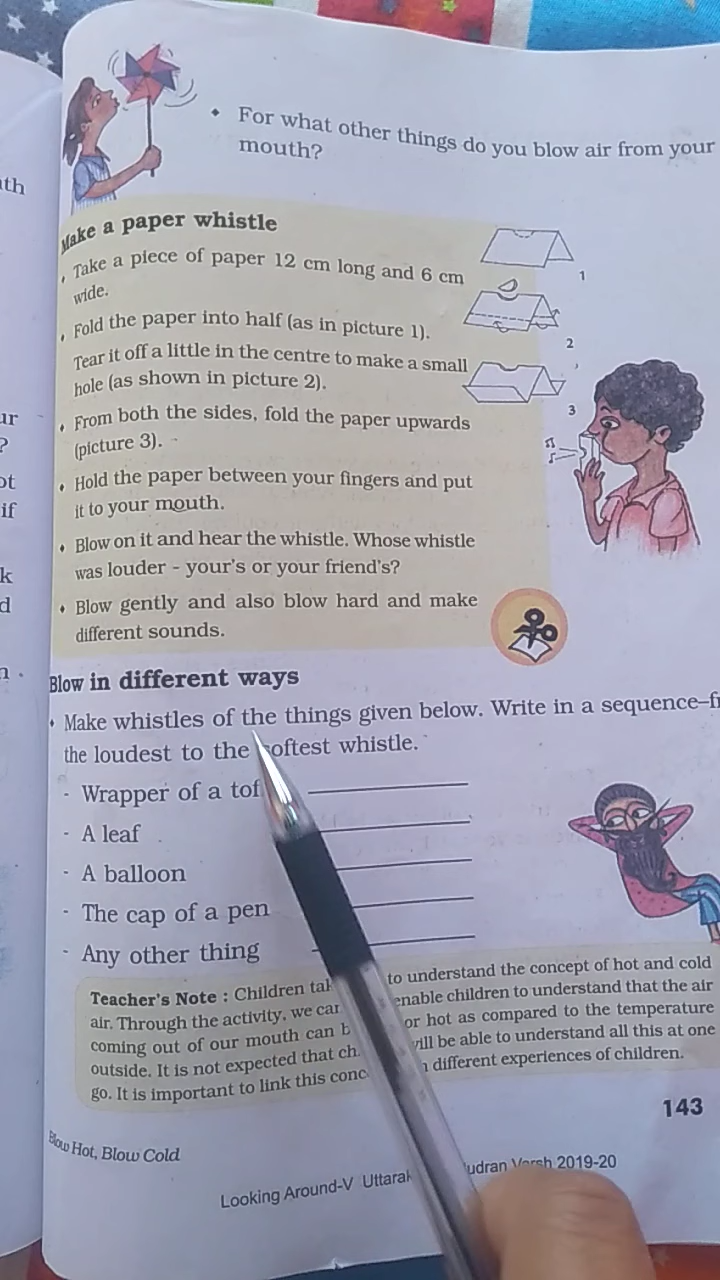 ath
ur
?
ot
if
k
d
n .
• For what other things do you blow air from your
mouth?
Make a paper whistle
• Take a piece of paper 12 cm long and 6 cm
wide.
• Fold the paper into half (as in picture 1).
Tear it off a little in the centre to make a small
hole (as shown in picture 2).
• From both the sides, fold the paper upwards
(picture 3).
• Hold the paper between your fingers and put
it to your mouth.
• Blow on it and hear the whistle. Whose whistle
was louder - your's or your friend's?
• Blow gently and also blow hard and make
different sounds.
1
2
3
Blow in different ways
• Make whistles of the things given below. Write in a sequence–fr
the loudest to the softest whistle.
- Wrapper of a tof
- A leaf
- A balloon
- The cap of a pen
- Any other thing
Teacher's Note : Children tak to understand the concept of hot and cold
air. Through the activity, we can enable children to understand that the air
coming out of our mouth can b or hot as compared to the temperature
outside. It is not expected that ch will be able to understand all this at one
go. It is important to link this conc different experiences of children.
143
Blow Hot, Blow Cold
Looking Around-V Uttarak udran Varsh 2019-20